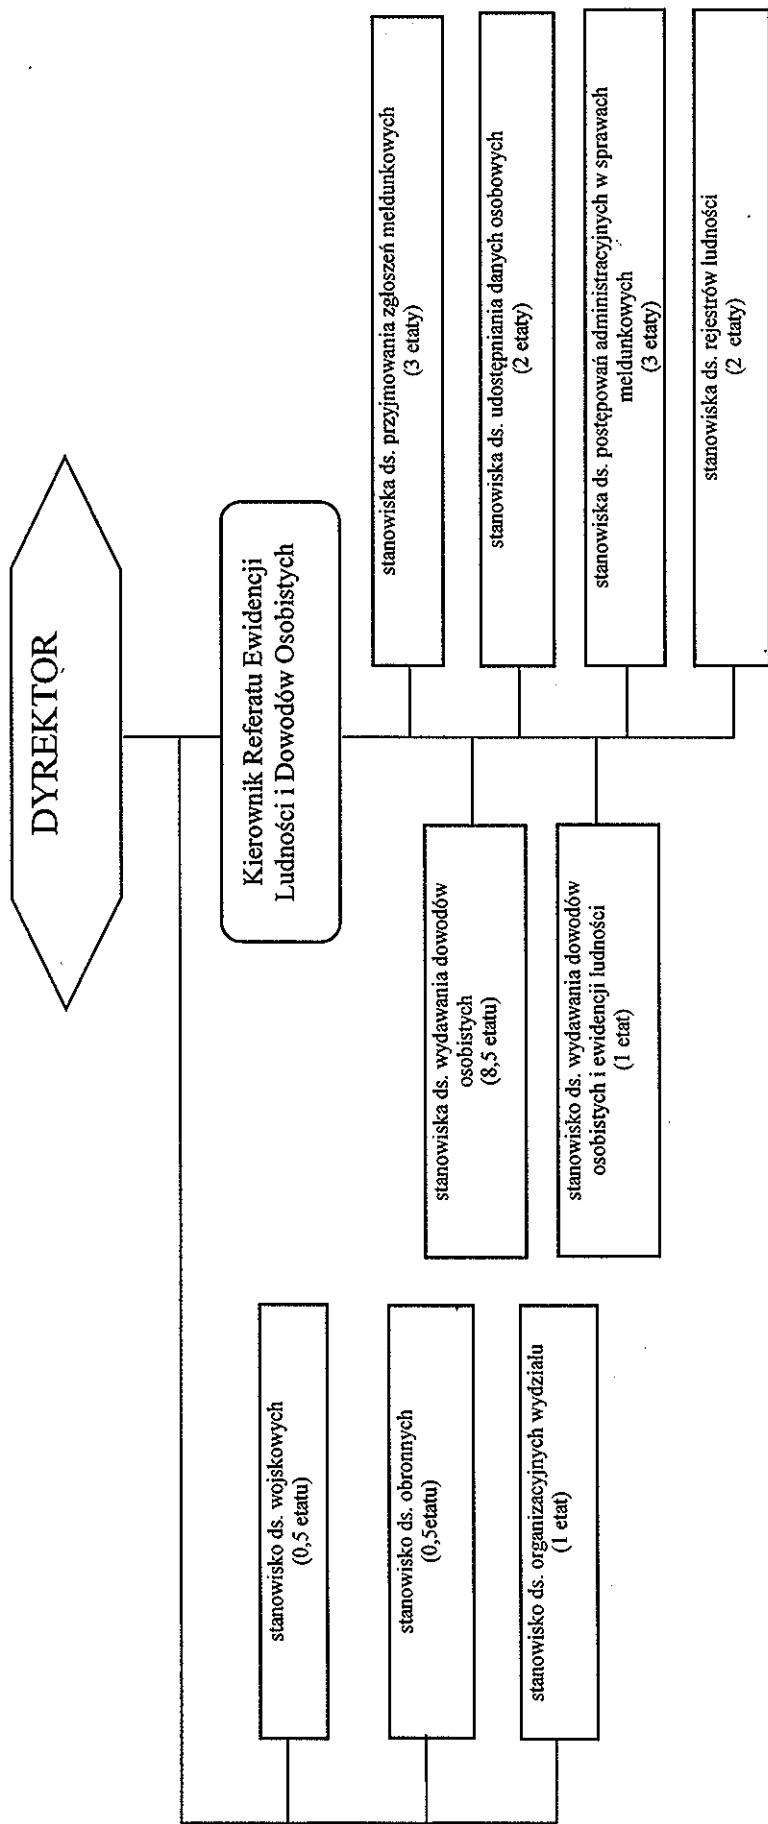 DYREKTOR
Kierownik Referatu Ewidencji
Ludności i Dowodów Osobistych
stanowisko ds. wojskowych
(0,5 etatu)
stanowisko ds. obronnych
(0,5etatu)
stanowisko ds. organizacyjnych wydziału
(1 etat)
stanowiska ds. wydawania dowodów
osobistych
(8,5 etatu)
stanowisko ds. wydawania dowodów
osobistych i ewidencji ludności
(1 etat)
stanowiska ds. przyjmowania zgłoszeń meldunkowych
(3 etaty)
stanowiska ds. udostępniania danych osobowych
(2 etaty)
stanowiska ds. postępowań administracyjnych w sprawach
meldunkowych
(3 etaty)
stanowiska ds. rejestrów ludności
(2 etaty)